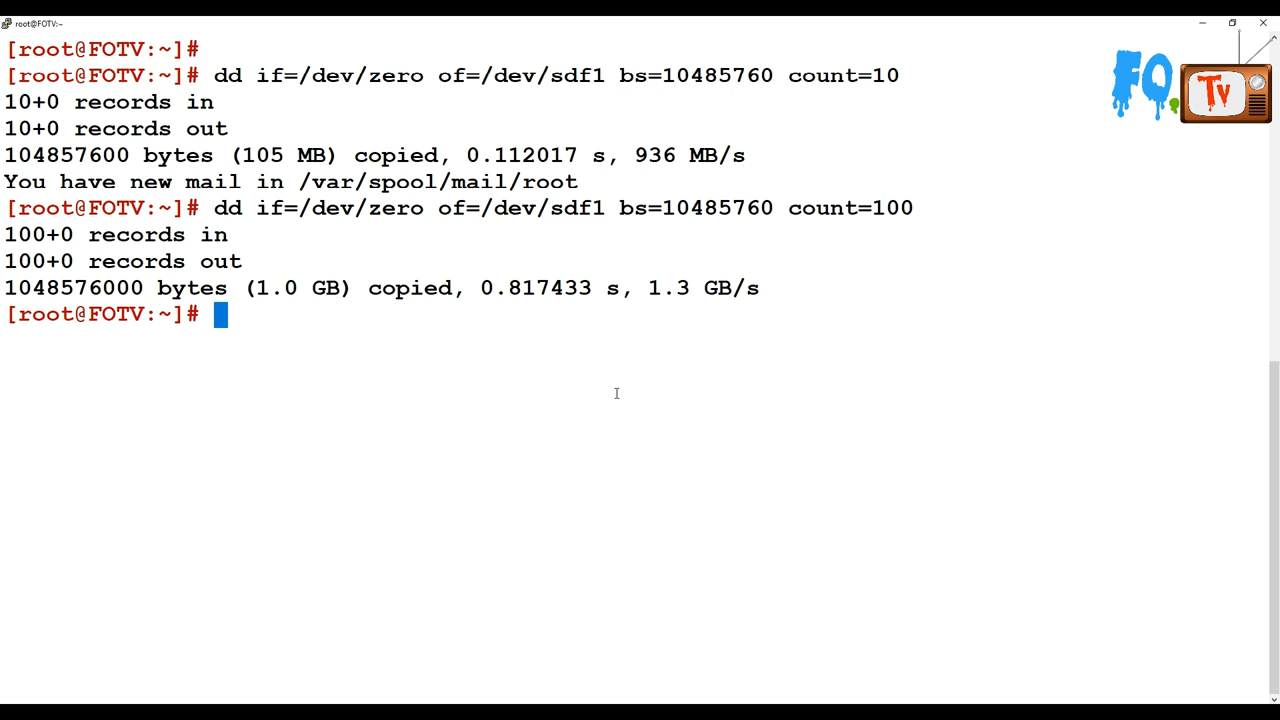 root@FOTV:~
[root@FOTV:~]#
[root@FOTV:~]# dd if=/dev/zero of=/dev/sdf1 bs=10485760 count=10
10+0 records in
10+0 records out
104857600 bytes (105 MB) copied, 0.112017 s, 936 MB/s
You have new mail in /var/spool/mail/root
[root@FOTV:~]# dd if=/dev/zero of=/dev/sdf1 bs=10485760 count=100
100+0 records in
100+0 records out
1048576000 bytes (1.0 GB) copied, 0.817433 s, 1.3 GB/s
[root@FOTV:~]#
FO.
Tv